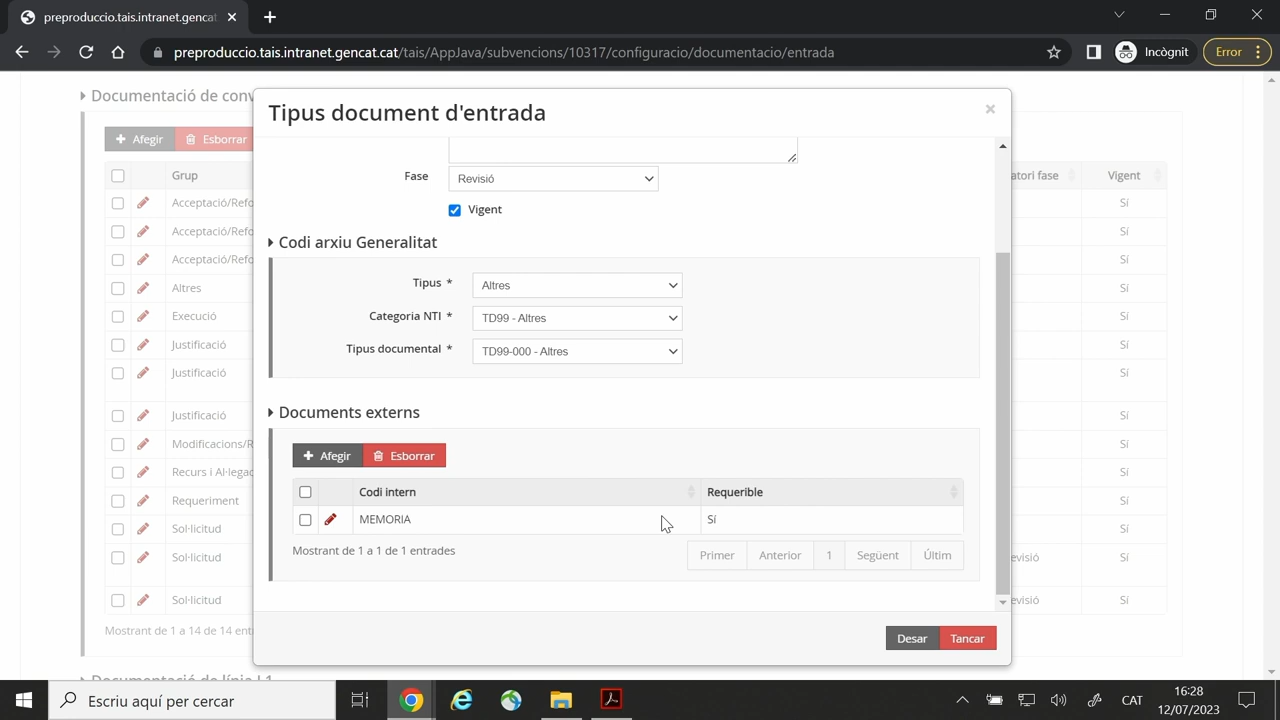 preproduccio.tais.intranet.gencat
preproduccio.tais.intranet.gencat.cat/tais/AppJava/subvencions/10317/configuracio/documentacio/entrada
Incògnit
Error
Documentació de conv
Afegir
Esborrar
Grup
atori fase
Vigent
Acceptació/Refo
Sí
Acceptació/Refo
Sí
Acceptació/Refo
Sí
Altres
Sí
Execució
Sí
Justificació
Sí
Justificació
Sí
Justificació
Sí
Modificacions/R
Sí
Recurs i Al·legac
Sí
Requeriment
Sí
Sol·licitud
Sí
Sol·licitud
evisió
Sí
Sol·licitud
evisió
Sí
Mostrant de 1 a 14 de 14 ent
Documentació de línia L1
Tipus document d'entrada
Fase
Revisió
Vigent
Codi arxiu Generalitat
Tipus *
Altres
Categoria NTI *
TD99 - Altres
Tipus documental *
TD99-000 - Altres
Documents externs
Afegir
Esborrar
Codi intern
Requerible
MEMORIA
Sí
Mostrant de 1 a 1 de 1 entrades
Primer
Anterior
1
Següent
Últim
Desar
Tancar
Escriu aquí per cercar
CAT
16:28
12/07/2023